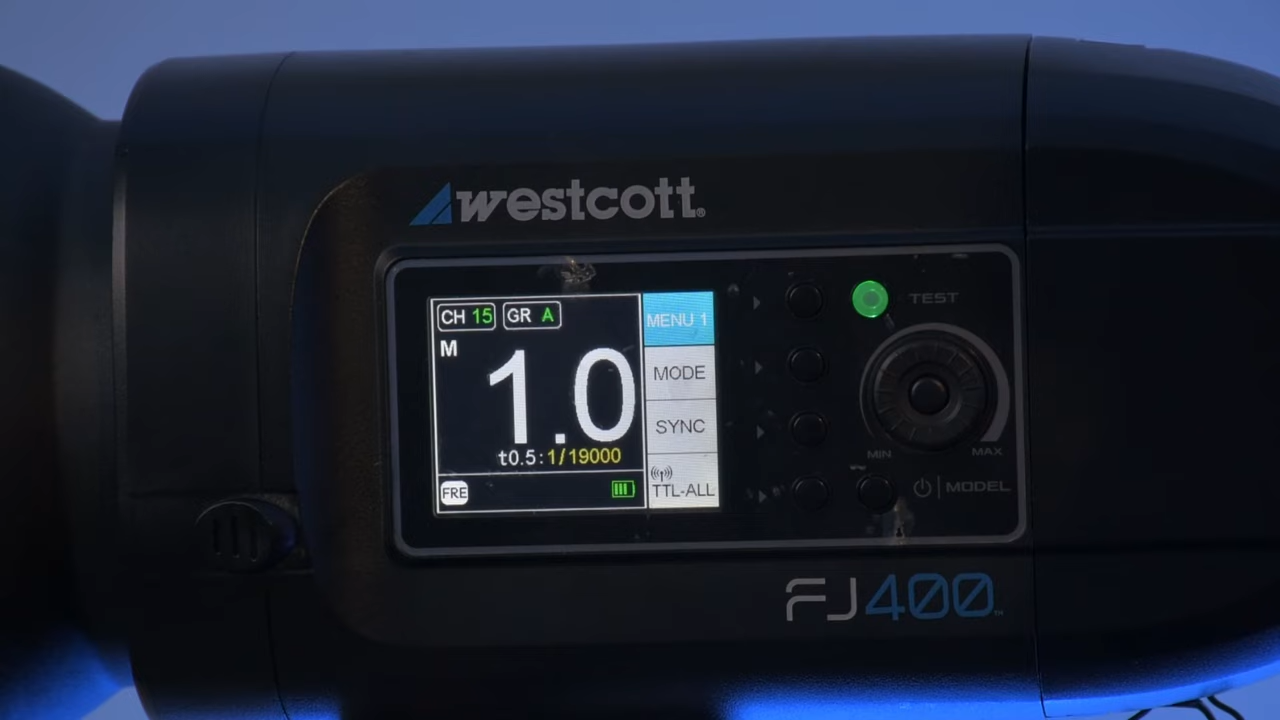 westcott®
CH 15 GR A
MENU 1
TEST
M
1.0
MODE
SYNC
t0.5:1/19000
MIN MAX
FRE
TTL-ALL
MODEL
FJ400™